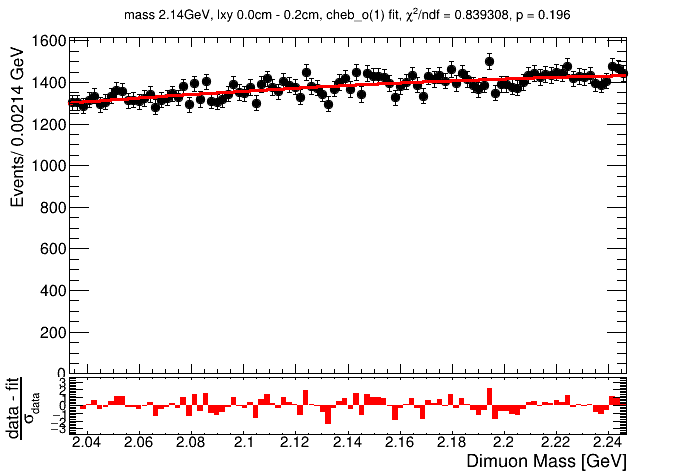 mass 2.14GeV, lxy 0.0cm - 0.2cm, cheb_o(1) fit, χ²/ndf = 0.839308, p = 0.196
Events/ 0.00214 GeV
1600
1400
1200
1000
800
600
400
200
0
data - fit
σdata
3
2
1
0
−1
−2
−3
2.04 2.06 2.08 2.1 2.12 2.14 2.16 2.18 2.2 2.22 2.24
Dimuon Mass [GeV]